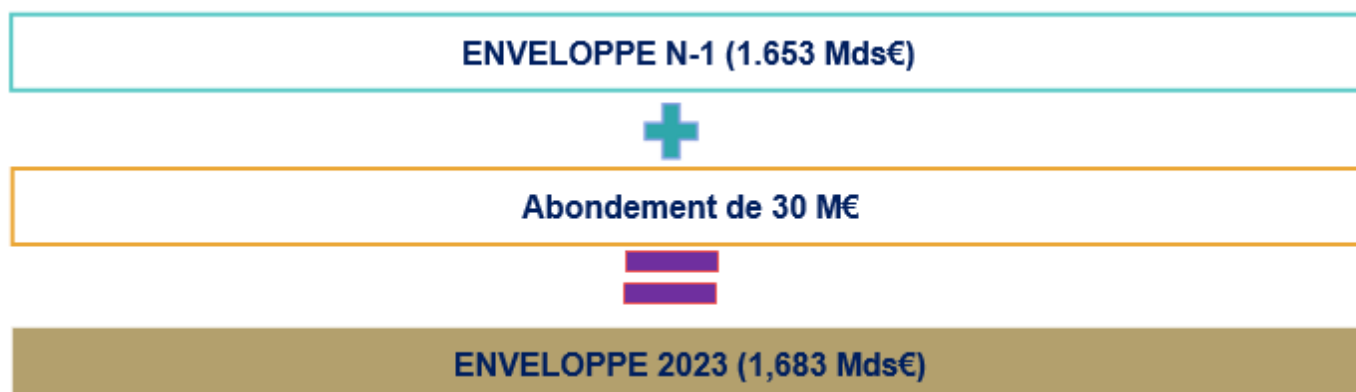 ENVELOPPE N-1 (1.653 Mds€)
Abondement de 30 M€
ENVELOPPE 2023 (1,683 Mds€)